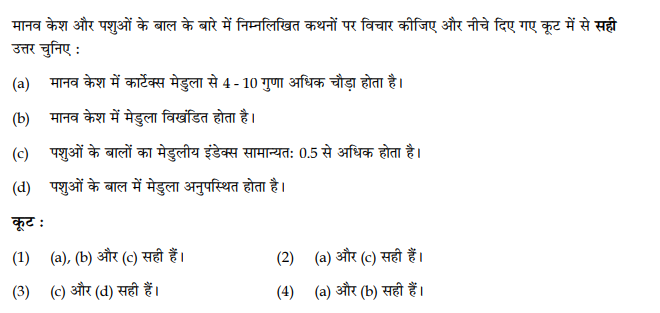 मानव केश और पशुओं के बाल के बारे में निम्नलिखित कथनों पर विचार कीजिए और नीचे दिए गए कूट में से सही
उत्तर चुनिए :
(a) मानव केश में कार्टेक्स मेडुला से 4 - 10 गुणा अधिक चौड़ा होता है।
(b) मानव केश में मेडुला विखंडित होता है।
(c) पशुओं के बालों का मेडुलीय इंडेक्स सामान्यत: 0.5 से अधिक होता है।
(d) पशुओं के बाल में मेडुला अनुपस्थित होता है।
कूट :
(1) (a), (b) और (c) सही हैं। (2) (a) और (c) सही हैं।
(3) (c) और (d) सही हैं। (4) (a) और (b) सही हैं।